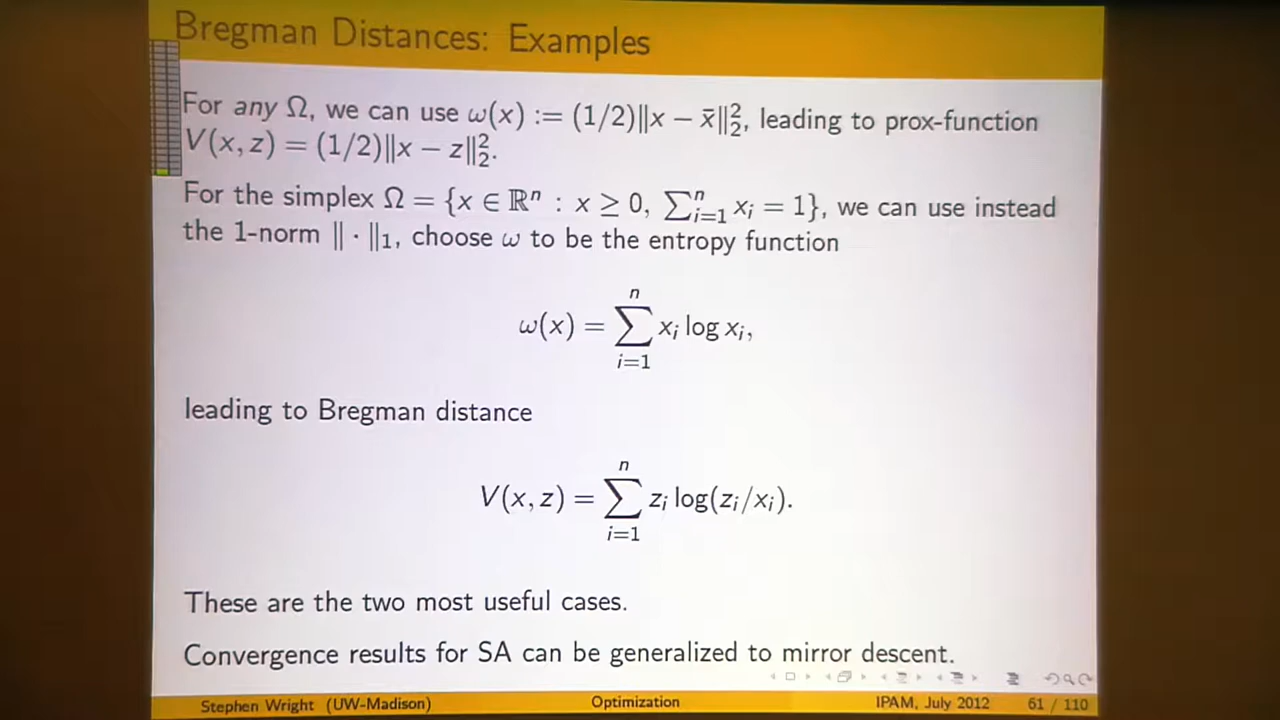 Bregman Distances: Examples
For any Ω, we can use ω(x) := (1/2)‖x − x̄‖₂², leading to prox-function
V(x, z) = (1/2)‖x − z‖₂².
For the simplex Ω = {x ∈ ℝⁿ : x ≥ 0, ∑ᵢ₌₁ⁿ xᵢ = 1}, we can use instead
the 1-norm ‖ · ‖₁, choose ω to be the entropy function
ω(x) = ∑ᵢ₌₁ⁿ xᵢ log xᵢ,
leading to Bregman distance
V(x, z) = ∑ᵢ₌₁ⁿ zᵢ log(zᵢ/xᵢ).
These are the two most useful cases.
Convergence results for SA can be generalized to mirror descent.
Stephen Wright (UW-Madison) Optimization IPAM, July 2012 61 / 110